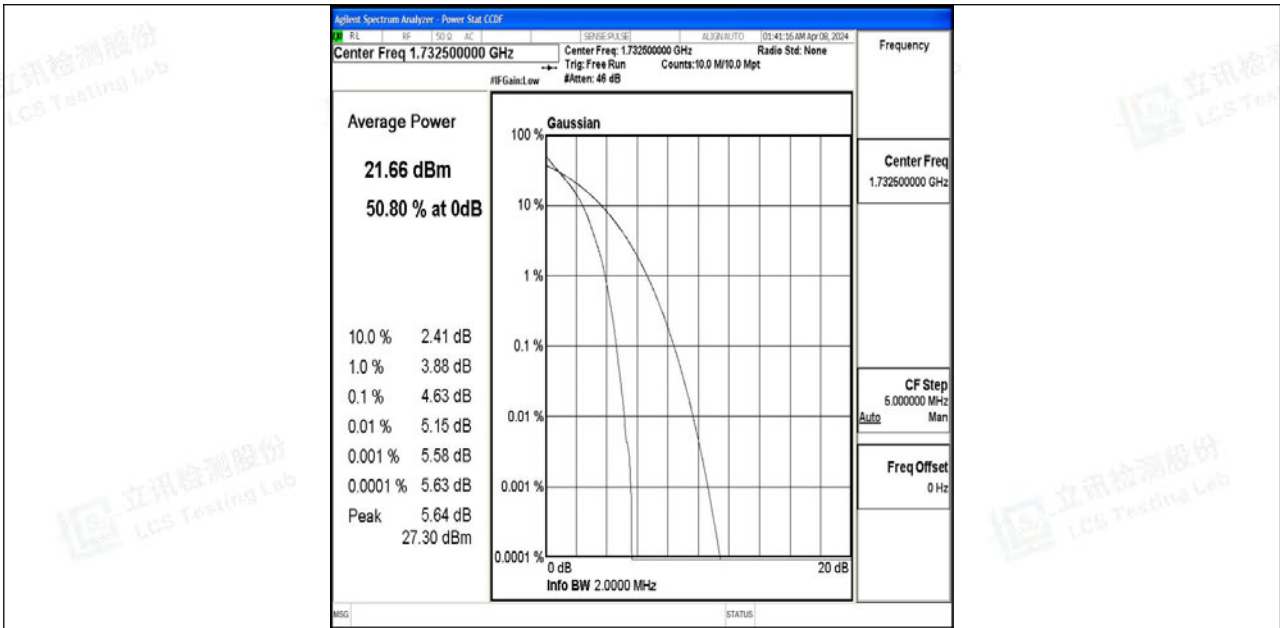 Agilent Spectrum Analyzer - Power Stat CCDF
RL RF 50 Ω AC SENSE:PULSE ALIGNAUTO 01:41:16 AM Apr 08, 2024
Center Freq 1.732500000 GHz
Center Freq: 1.732500000 GHz Radio Std: None
Trig: Free Run Counts:10.0 M/10.0 Mpt
#IFGain:Low #Atten: 46 dB
Frequency
Average Power
21.66 dBm
50.80 % at 0dB
10.0 % 2.41 dB
1.0 % 3.88 dB
0.1 % 4.63 dB
0.01 % 5.15 dB
0.001 % 5.58 dB
0.0001 % 5.63 dB
Peak 5.64 dB
27.30 dBm
Gaussian
100 %
10 %
1 %
0.1 %
0.01 %
0.001 %
0.0001 %
0 dB 20 dB
Info BW 2.0000 MHz
Center Freq
1.732500000 GHz
CF Step
5.000000 MHz
Auto Man
Freq Offset
0 Hz
MSG STATUS
立讯检测股份
LCS Testing Lab
立讯检测股份
LCS Testing Lab
立讯检测股份
LCS Testing Lab